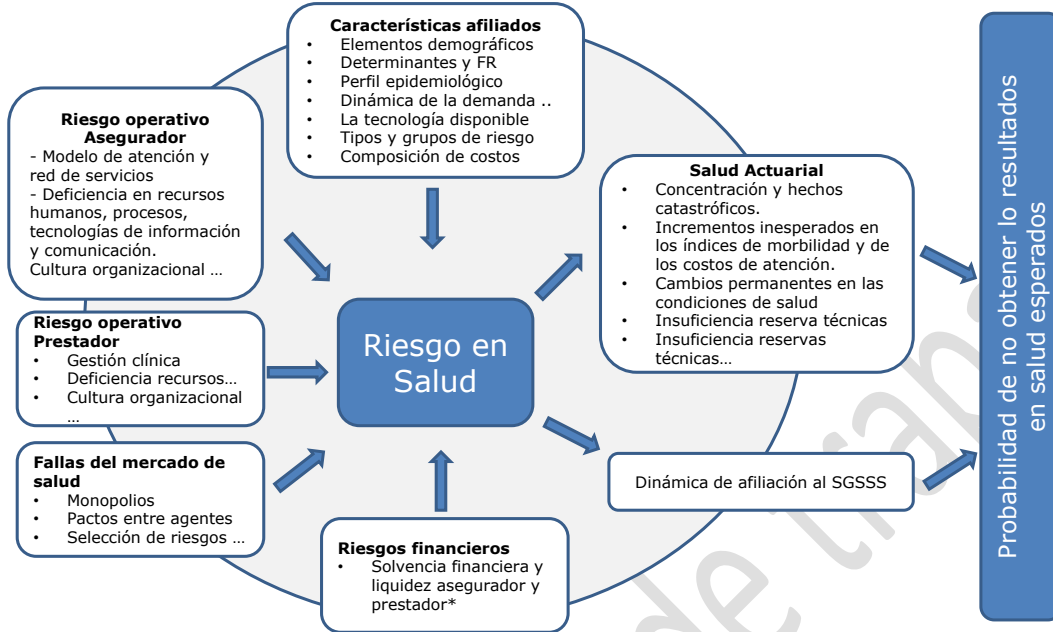 Características afiliados
• Elementos demográficos
• Determinantes y FR
• Perfil epidemiológico
• Dinámica de la demanda ..
• La tecnología disponible
• Tipos y grupos de riesgo
• Composición de costos
Riesgo operativo
Asegurador
- Modelo de atención y
red de servicios
- Deficiencia en recursos
humanos, procesos,
tecnologías de información
y comunicación.
Cultura organizacional …
Riesgo operativo
Prestador
• Gestión clínica
• Deficiencia recursos…
• Cultura organizacional
…
Fallas del mercado de
salud
• Monopolios
• Pactos entre agentes
• Selección de riesgos …
Riesgo en
Salud
Riesgos financieros
• Solvencia financiera y
liquidez asegurador y
prestador*
Salud Actuarial
• Concentración y hechos
catastróficos.
• Incrementos inesperados en
los índices de morbilidad y de
los costos de atención.
• Cambios permanentes en las
condiciones de salud
• Insuficiencia reserva técnicas
• Insuficiencia reservas
técnicas…
Dinámica de afiliación al SGSSS
Probabilidad de no obtener lo resultados
en salud esperados
de